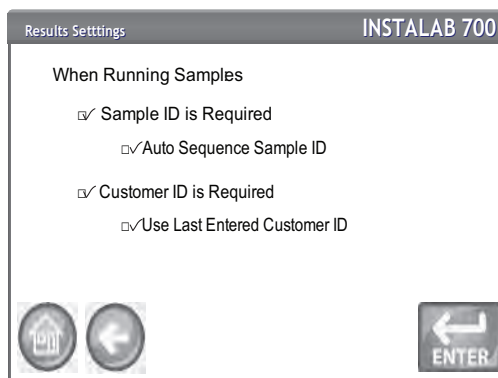 Results Setttings
INSTALAB 700
When Running Samples
Sample ID is Required
Auto Sequence Sample ID
Customer ID is Required
Use Last Entered Customer ID
ENTER